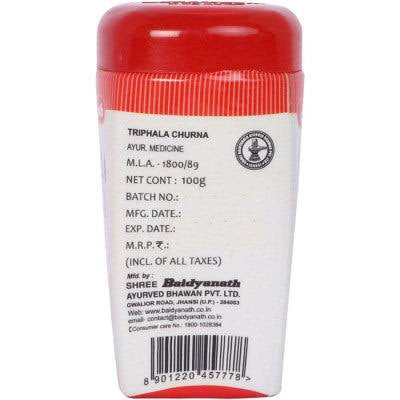 TRIPHALA CHURNA
AYUR. MEDICINE
M.L.A. - 1800/89
NET CONT : 100g
BATCH NO.:
MFG. DATE.:
EXP. DATE.:
M.R.P. ₹.:
(INCL. OF ALL TAXES)
Mfd. by :
SHREE Baidyanath
AYURVED BHAWAN PVT. LTD.
GWALIOR ROAD, JHANSI (U.P.) - 284003
Web: www.baidyanath.co.in
email- contact@baidyanath.co.in
Consumer care No.: 1800-1028384
8 901220 457778 >